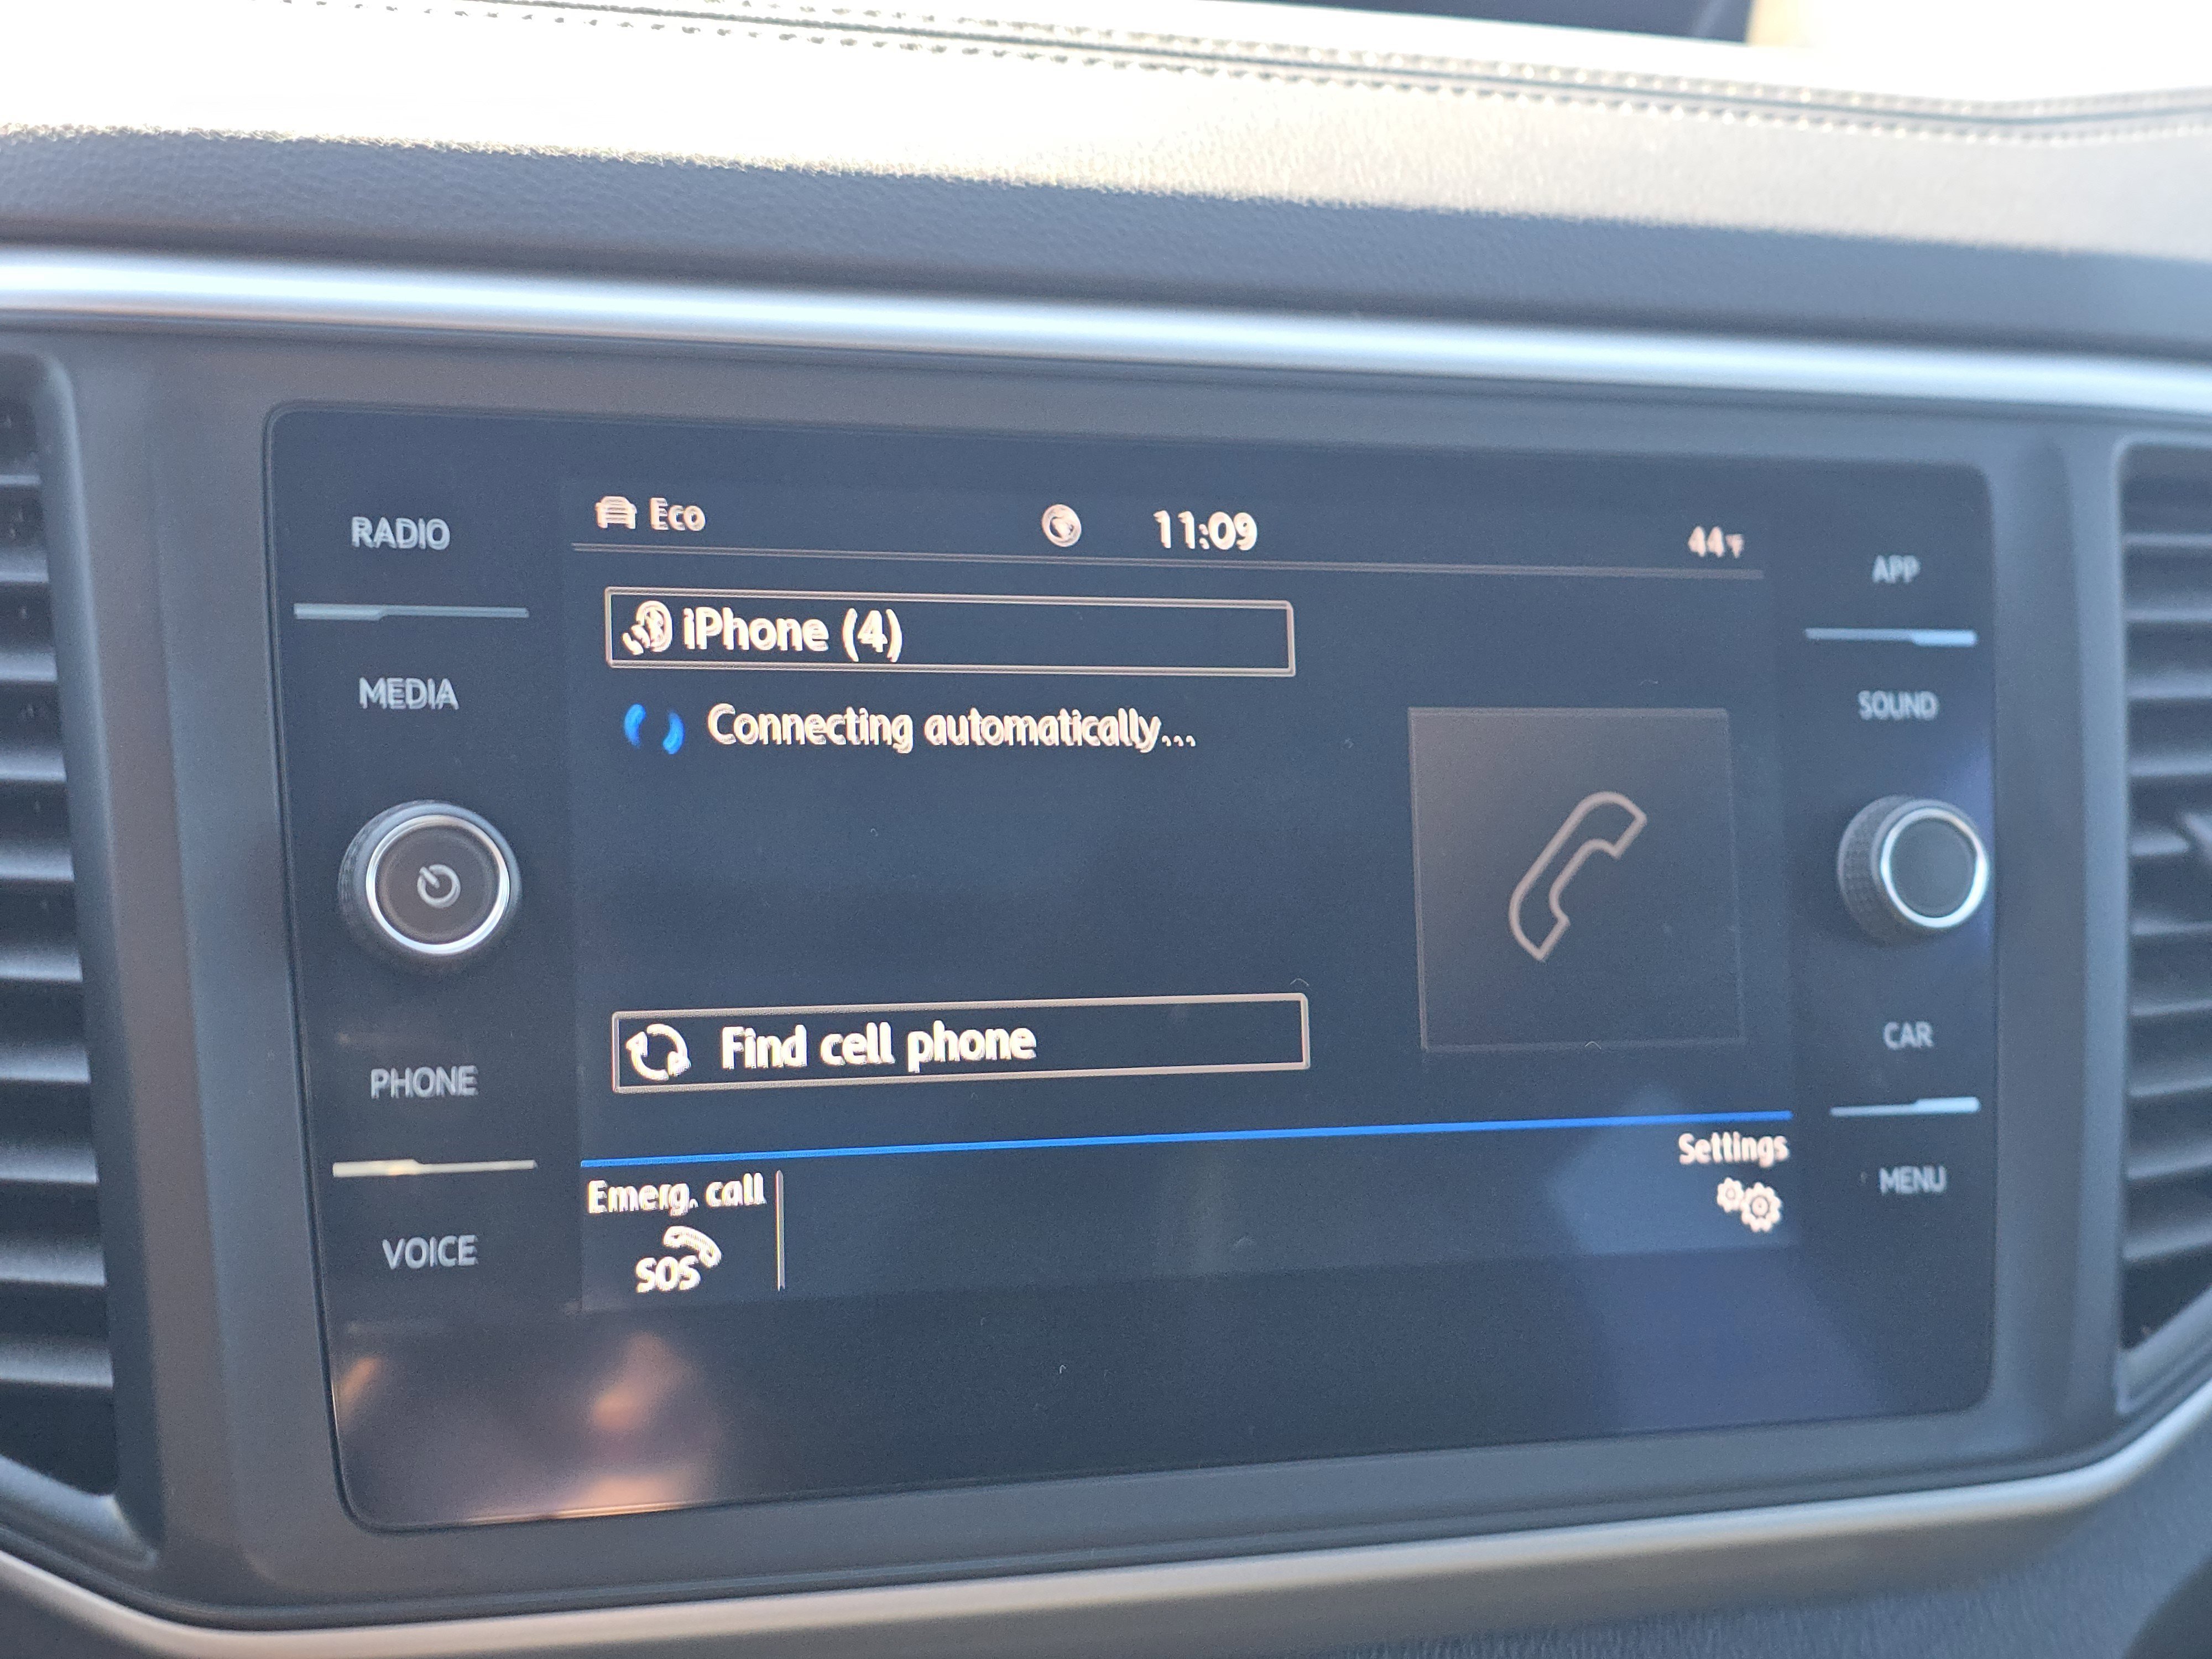 RADIO
MEDIA
PHONE
VOICE
Eco
11:09
44°F
iPhone (4)
Connecting automatically...
Find cell phone
Emerg. call
SOS
Settings
APP
SOUND
CAR
MENU